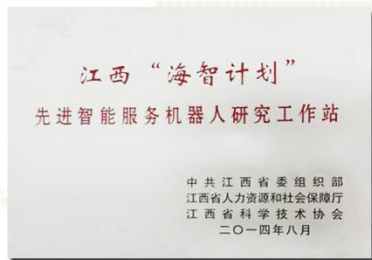 江西“海智计划”
先进智能服务机器人研究工作站
中共江西省委组织部
江西省人力资源和社会保障厅
江西省科学技术协会
二〇一四年八月